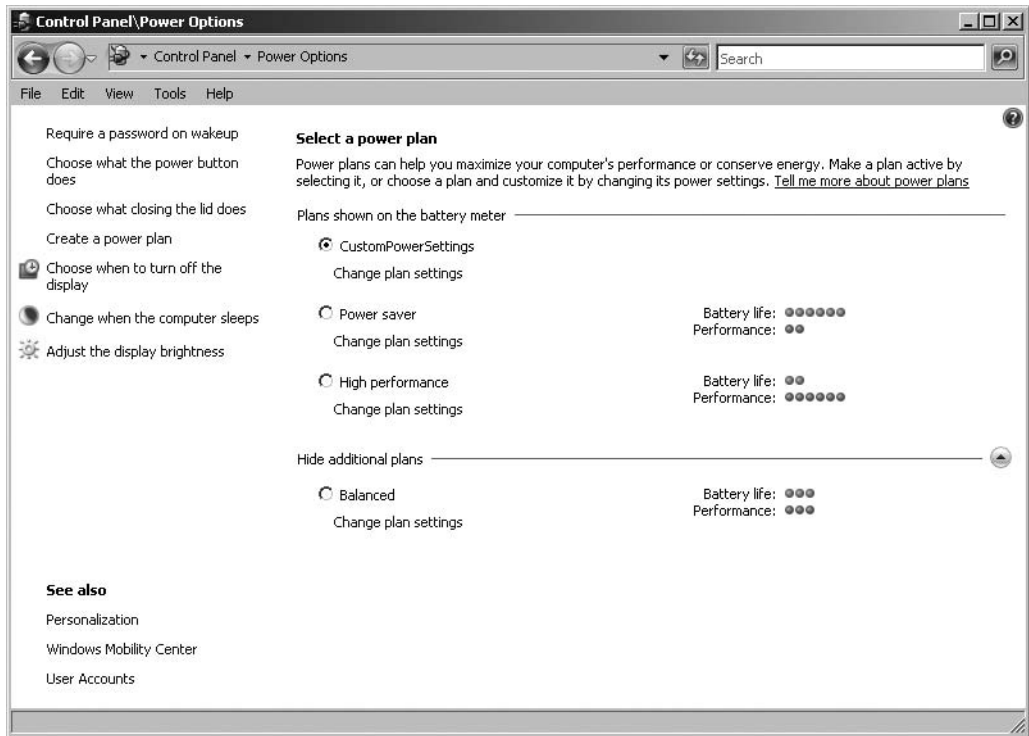 Control Panel\Power Options
Control Panel Power Options
Search
File Edit View Tools Help
Require a password on wakeup
Choose what the power button
does
Choose what closing the lid does
Create a power plan
Choose when to turn off the
display
Change when the computer sleeps
Adjust the display brightness
See also
Personalization
Windows Mobility Center
User Accounts
Select a power plan
Power plans can help you maximize your computer's performance or conserve energy. Make a plan active by
selecting it, or choose a plan and customize it by changing its power settings. Tell me more about power plans
Plans shown on the battery meter
CustomPowerSettings
Change plan settings
Power saver Battery life:
Performance:
Change plan settings
High performance Battery life:
Performance:
Change plan settings
Hide additional plans
Balanced Battery life:
Performance:
Change plan settings